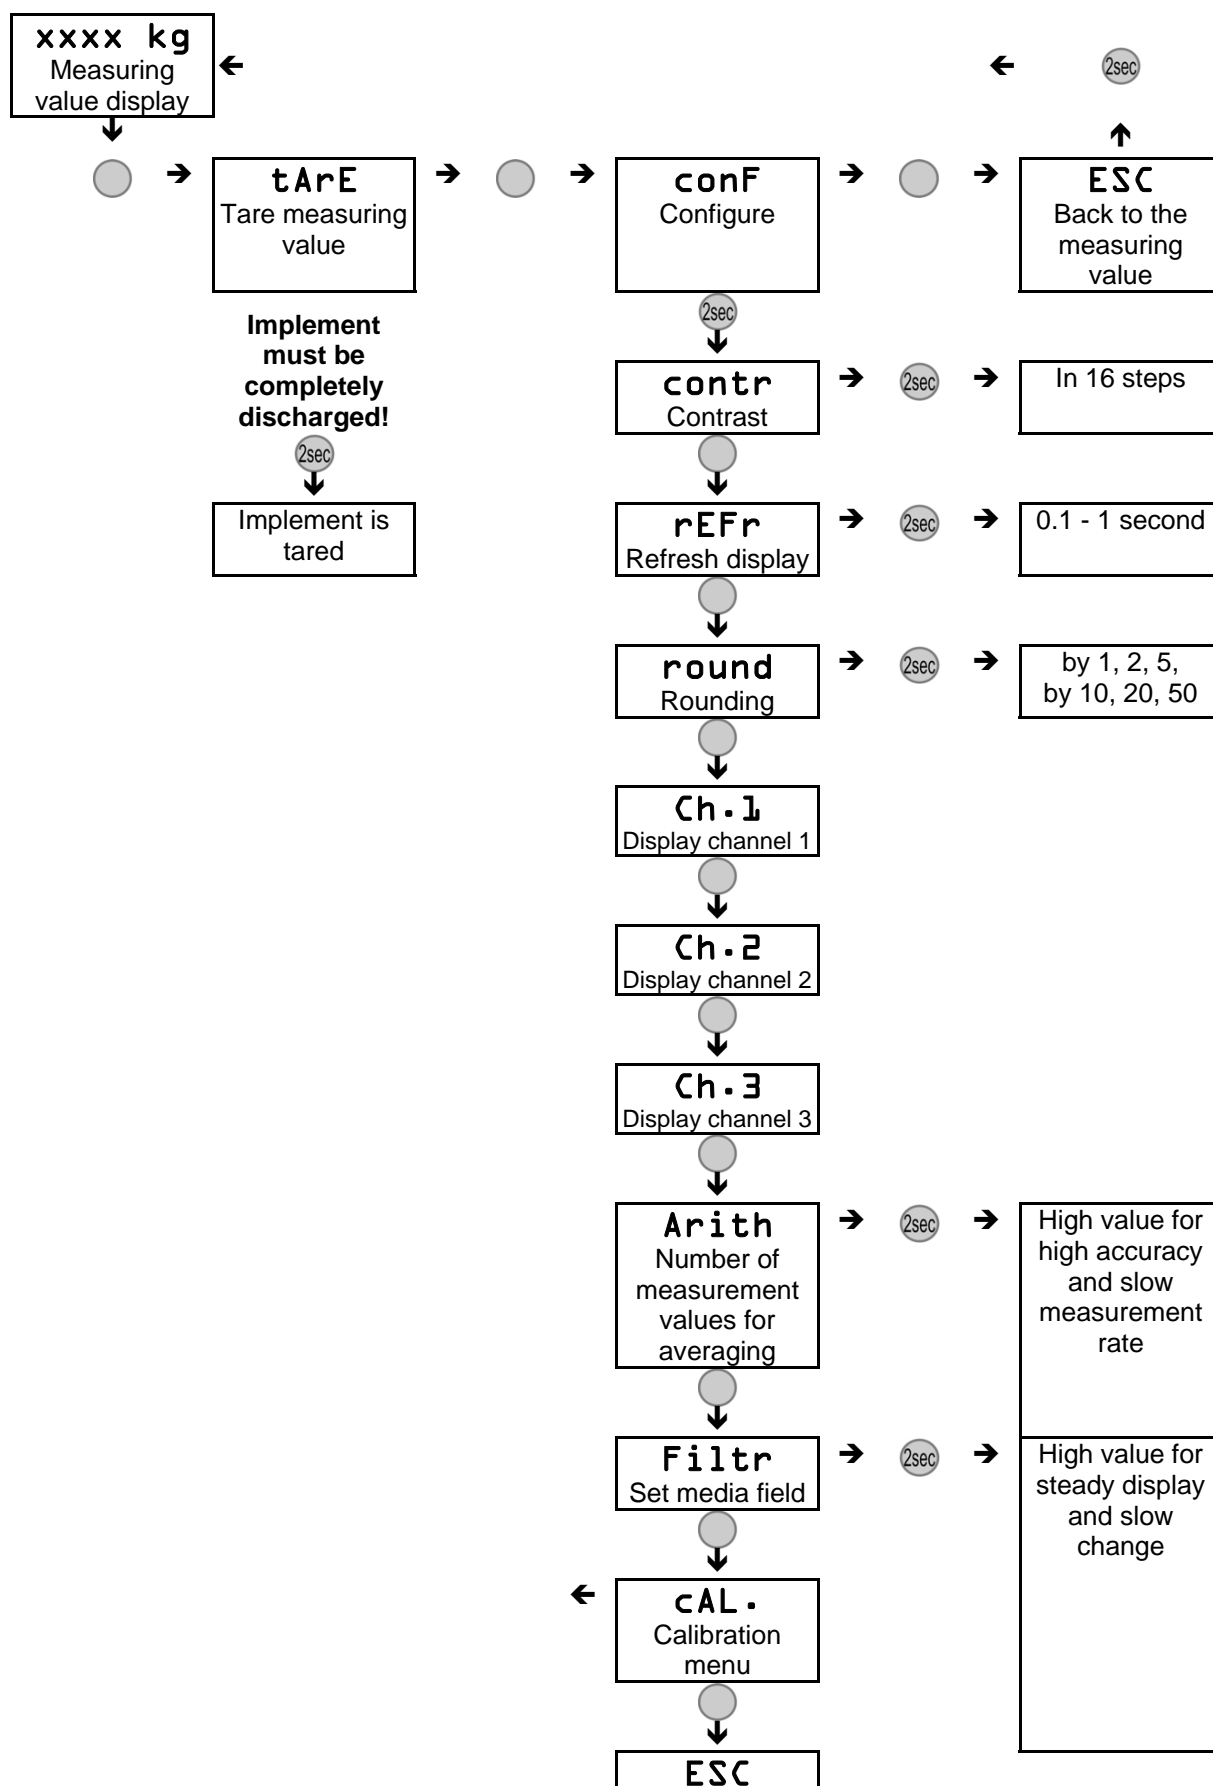 xxxx kg
Measuring
value display
2sec
tArE
Tare measuring
value
conF
Configure
ESC
Back to the
measuring
value
Implement
must be
completely
discharged!
2sec
Implement is
tared
2sec
contr
Contrast
2sec
In 16 steps
rEFr
Refresh display
2sec
0.1 - 1 second
round
Rounding
2sec
by 1, 2, 5,
by 10, 20, 50
Ch.1
Display channel 1
Ch.2
Display channel 2
Ch.3
Display channel 3
Arith
Number of
measurement
values for
averaging
2sec
High value for
high accuracy
and slow
measurement
rate
Filtr
Set media field
2sec
High value for
steady display
and slow
change
cAL.
Calibration
menu
ESC